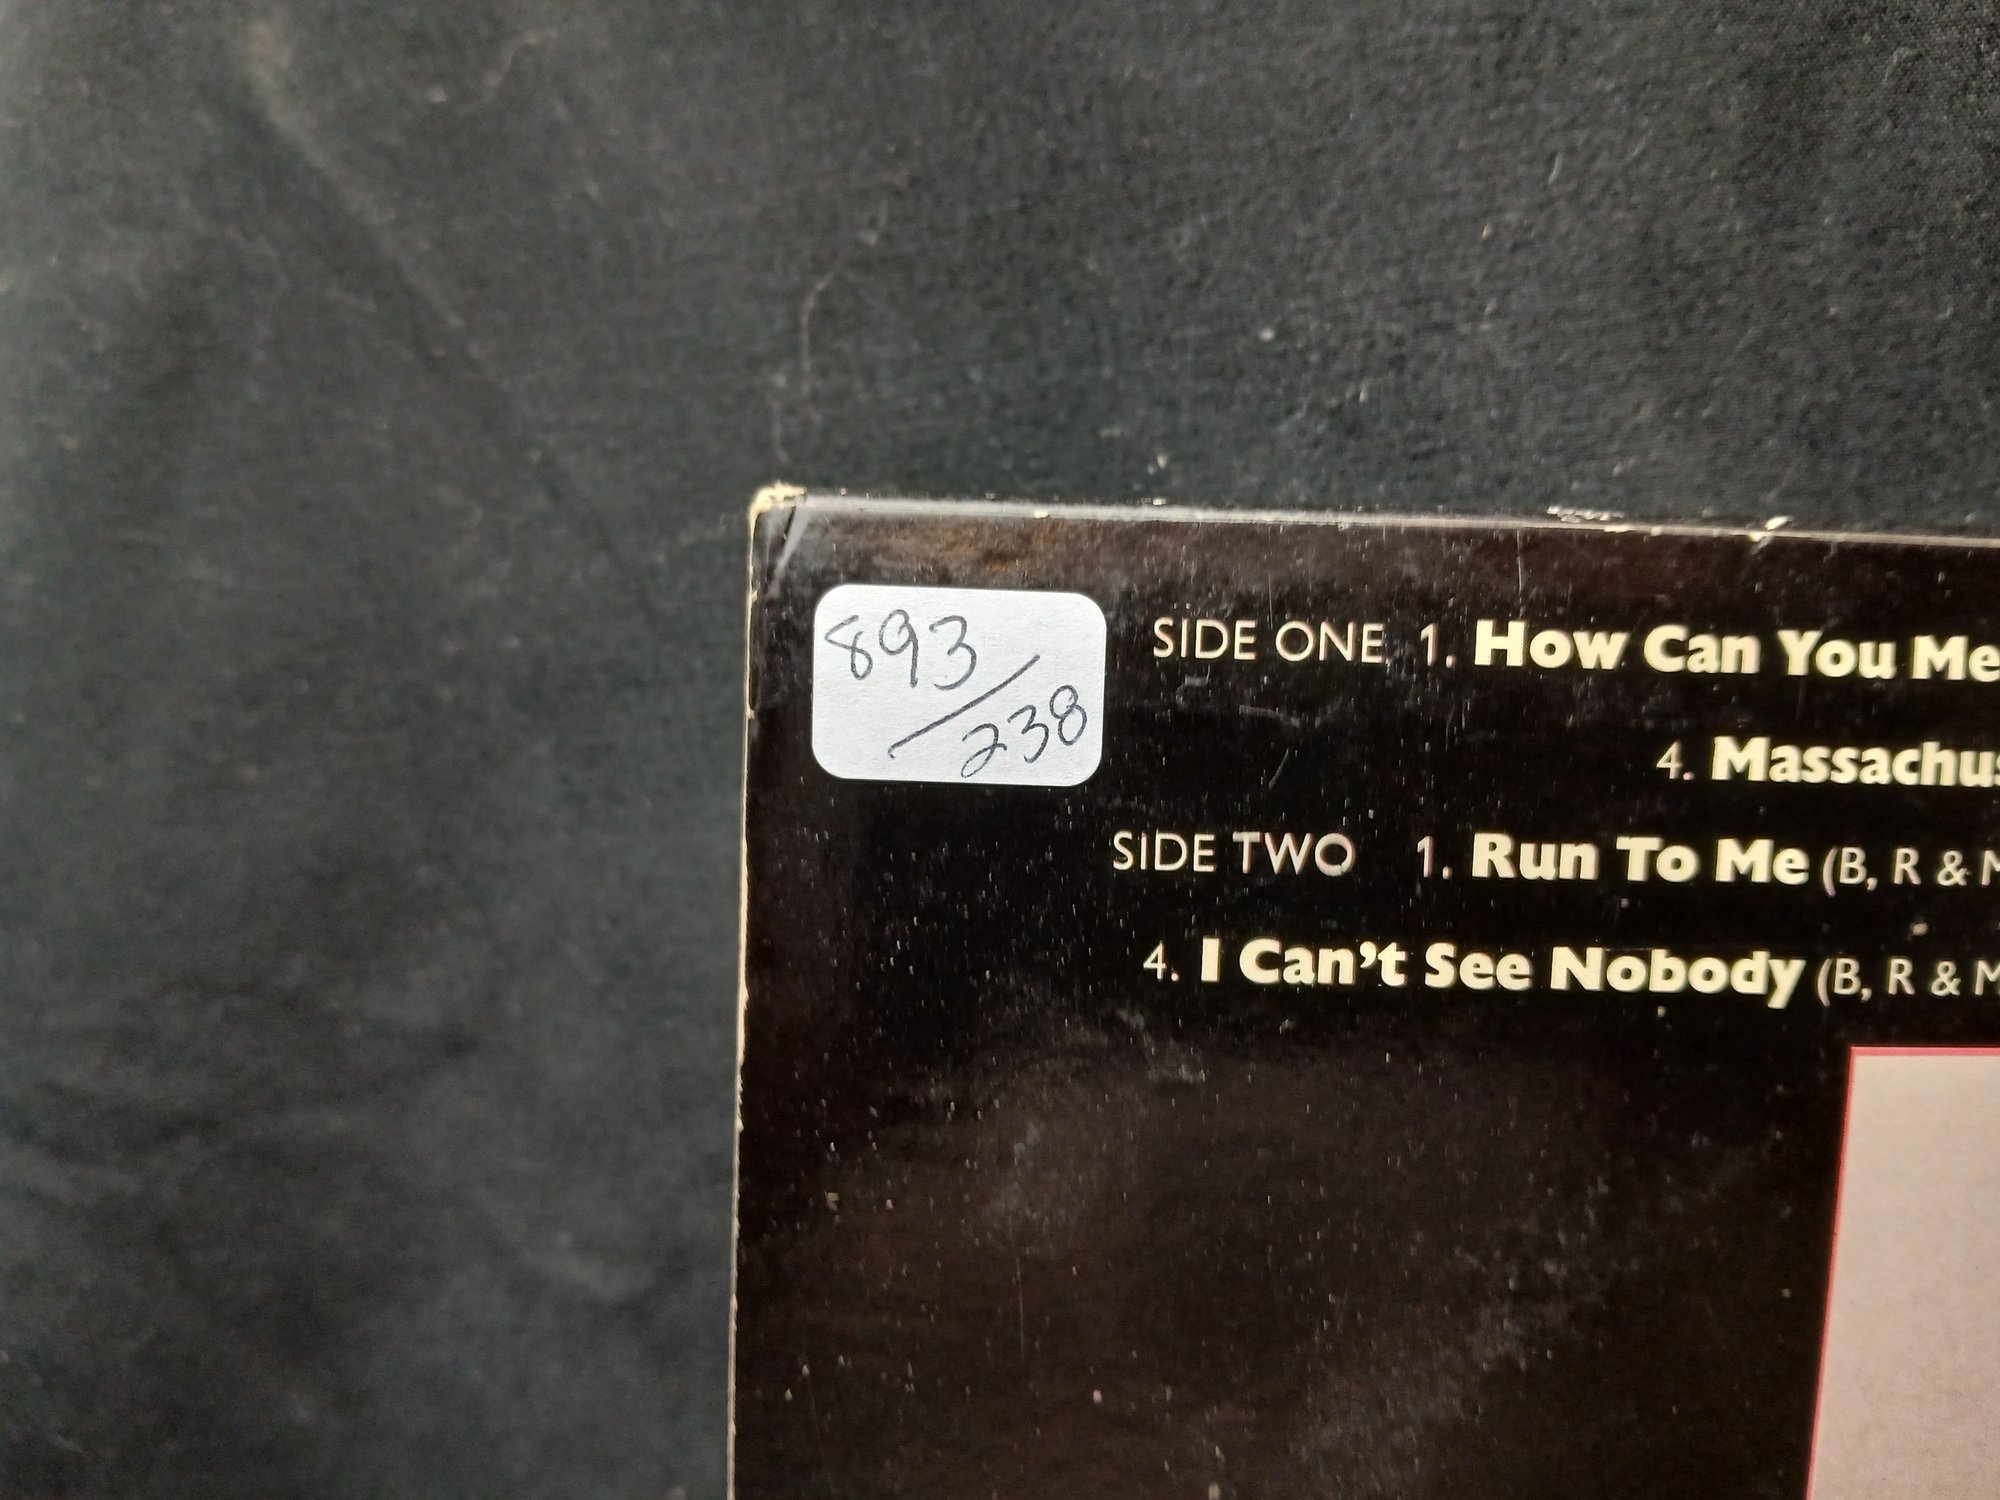 893/238
SIDE ONE 1. How Can You Me
4. Massachus
SIDE TWO 1. Run To Me (B, R & M
4. I Can't See Nobody (B, R & M